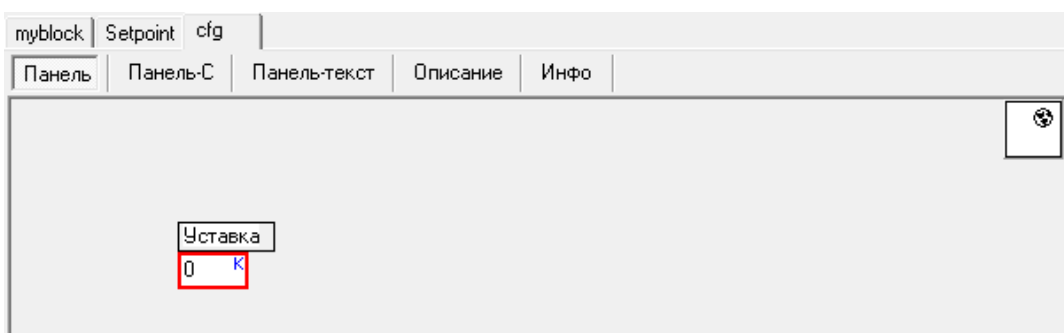 myblock Setpoint cfg
Панель Панель-С Панель-текст Описание Инфо
Уставка
0 K